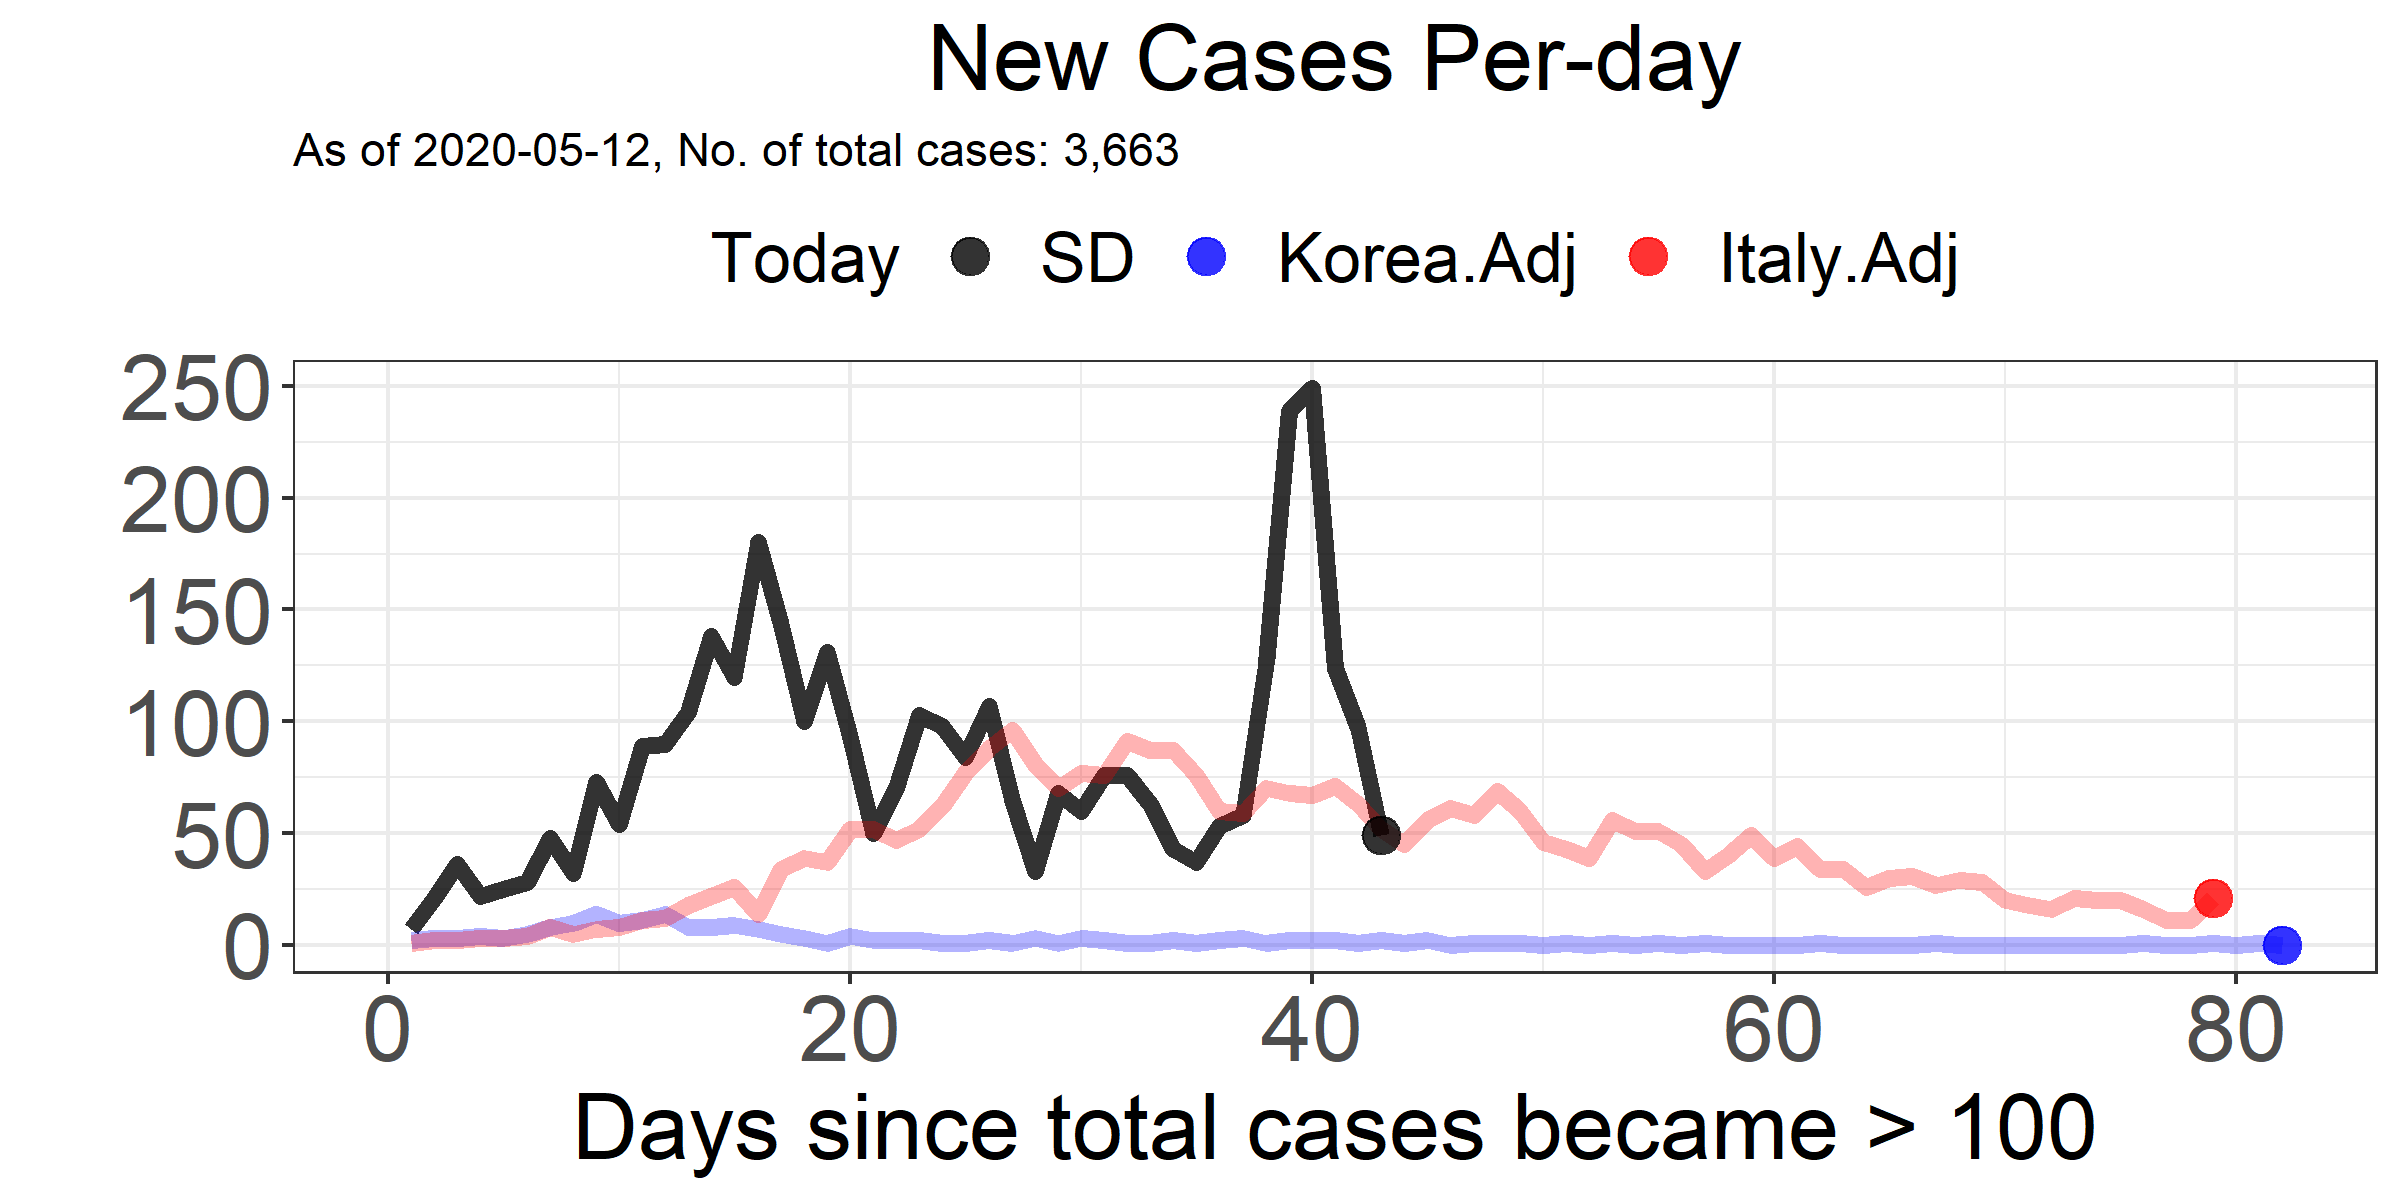 New Cases Per-day
As of 2020-05-12, No. of total cases: 3,663
Today SD Korea.Adj Italy.Adj
250
200
150
100
50
0
0 20 40 60 80
Days since total cases became > 100